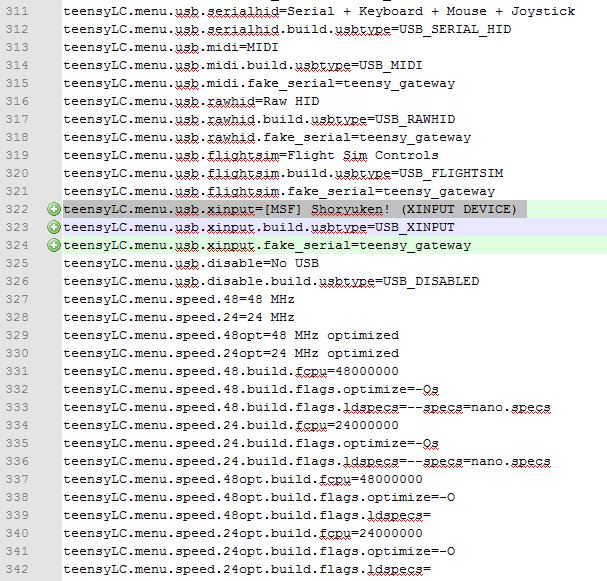 311 teensyLC.menu.usb.serialhid=Serial + Keyboard + Mouse + Joystick
312 teensyLC.menu.usb.serialhid.build.usbtype=USB_SERIAL_HID
313 teensyLC.menu.usb.midi=MIDI
314 teensyLC.menu.usb.midi.build.usbtype=USB_MIDI
315 teensyLC.menu.usb.midi.fake_serial=teensy_gateway
316 teensyLC.menu.usb.rawhid=Raw HID
317 teensyLC.menu.usb.rawhid.build.usbtype=USB_RAWHID
318 teensyLC.menu.usb.rawhid.fake_serial=teensy_gateway
319 teensyLC.menu.usb.flightsim=Flight Sim Controls
320 teensyLC.menu.usb.flightsim.build.usbtype=USB_FLIGHTSIM
321 teensyLC.menu.usb.flightsim.fake_serial=teensy_gateway
322 teensyLC.menu.usb.xinput=[MSF] Shoryuken! (XINPUT DEVICE)
323 teensyLC.menu.usb.xinput.build.usbtype=USB_XINPUT
324 teensyLC.menu.usb.xinput.fake_serial=teensy_gateway
325 teensyLC.menu.usb.disable=No USB
326 teensyLC.menu.usb.disable.build.usbtype=USB_DISABLED
327 teensyLC.menu.speed.48=48 MHz
328 teensyLC.menu.speed.24=24 MHz
329 teensyLC.menu.speed.48opt=48 MHz optimized
330 teensyLC.menu.speed.24opt=24 MHz optimized
331 teensyLC.menu.speed.48.build.fcpu=48000000
332 teensyLC.menu.speed.48.build.flags.optimize=-Os
333 teensyLC.menu.speed.48.build.flags.ldspecs=--specs=nano.specs
334 teensyLC.menu.speed.24.build.fcpu=24000000
335 teensyLC.menu.speed.24.build.flags.optimize=-Os
336 teensyLC.menu.speed.24.build.flags.ldspecs=--specs=nano.specs
337 teensyLC.menu.speed.48opt.build.fcpu=48000000
338 teensyLC.menu.speed.48opt.build.flags.optimize=-O
339 teensyLC.menu.speed.48opt.build.flags.ldspecs=
340 teensyLC.menu.speed.24opt.build.fcpu=24000000
341 teensyLC.menu.speed.24opt.build.flags.optimize=-O
342 teensyLC.menu.speed.24opt.build.flags.ldspecs=